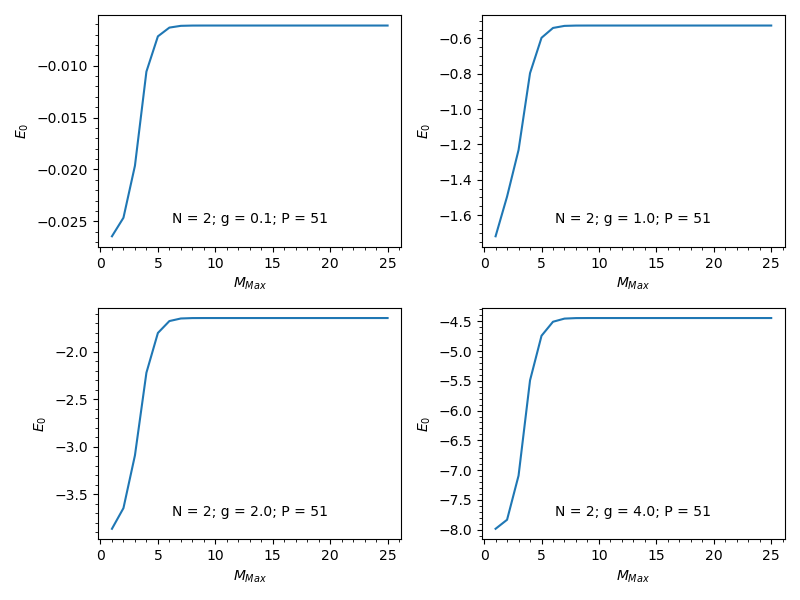 −0.010
−0.015
−0.020
−0.025
E0
N = 2; g = 0.1; P = 51
0 5 10 15 20 25
MMax
−0.6
−0.8
−1.0
−1.2
−1.4
−1.6
E0
N = 2; g = 1.0; P = 51
0 5 10 15 20 25
MMax
−2.0
−2.5
−3.0
−3.5
E0
N = 2; g = 2.0; P = 51
0 5 10 15 20 25
MMax
−4.5
−5.0
−5.5
−6.0
−6.5
−7.0
−7.5
−8.0
E0
N = 2; g = 4.0; P = 51
0 5 10 15 20 25
MMax